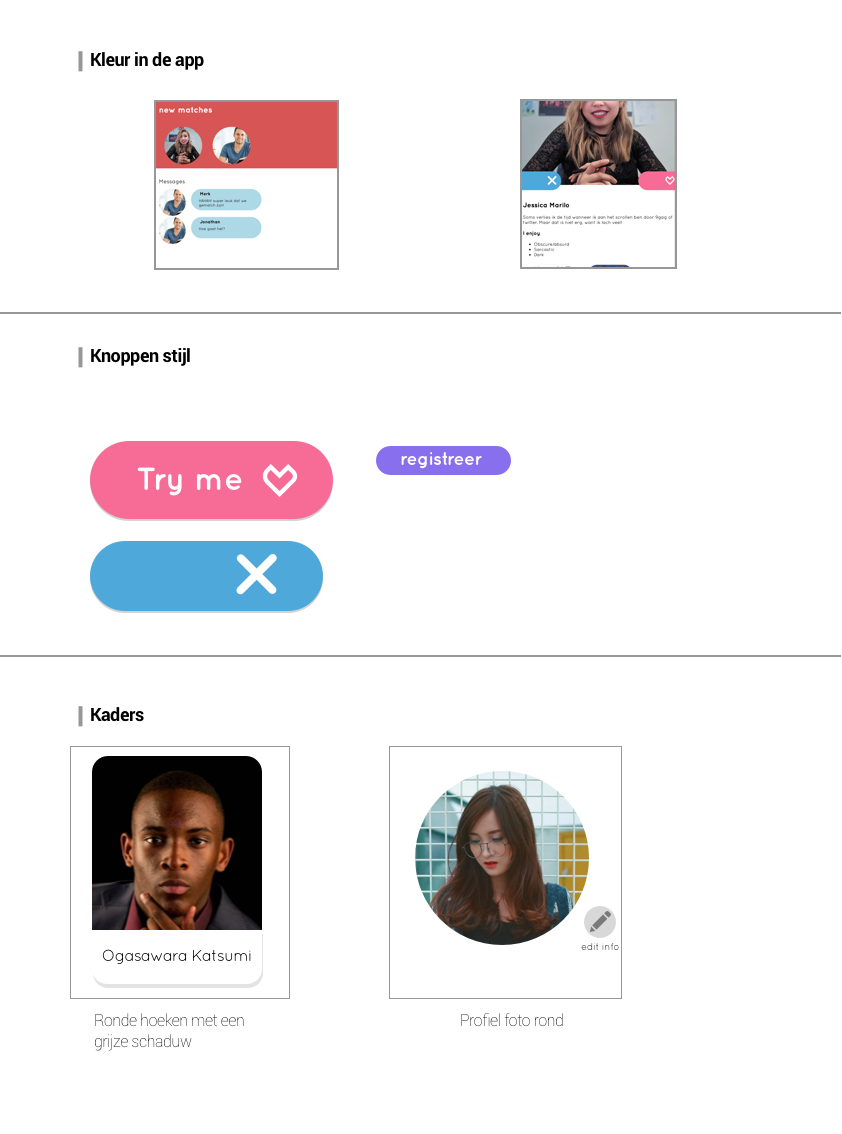 Kleur in de app
new matches
Messages
Mark
HAHAH super leuk dat we
gematch zijn!
Jonathan
Hoe gaat het?
Jessica Marilo
Soms verlies ik de tijd wanneer ik aan het scrollen ben door 9gag of
twitter. Maar dat is niet erg, want ik lach veel!
I enjoy
Obscure/absurd
Sarcastic
Dark
Knoppen stijl
Try me
registreer
Kaders
Ogasawara Katsumi
edit info
Ronde hoeken met een
grijze schaduw
Profiel foto rond